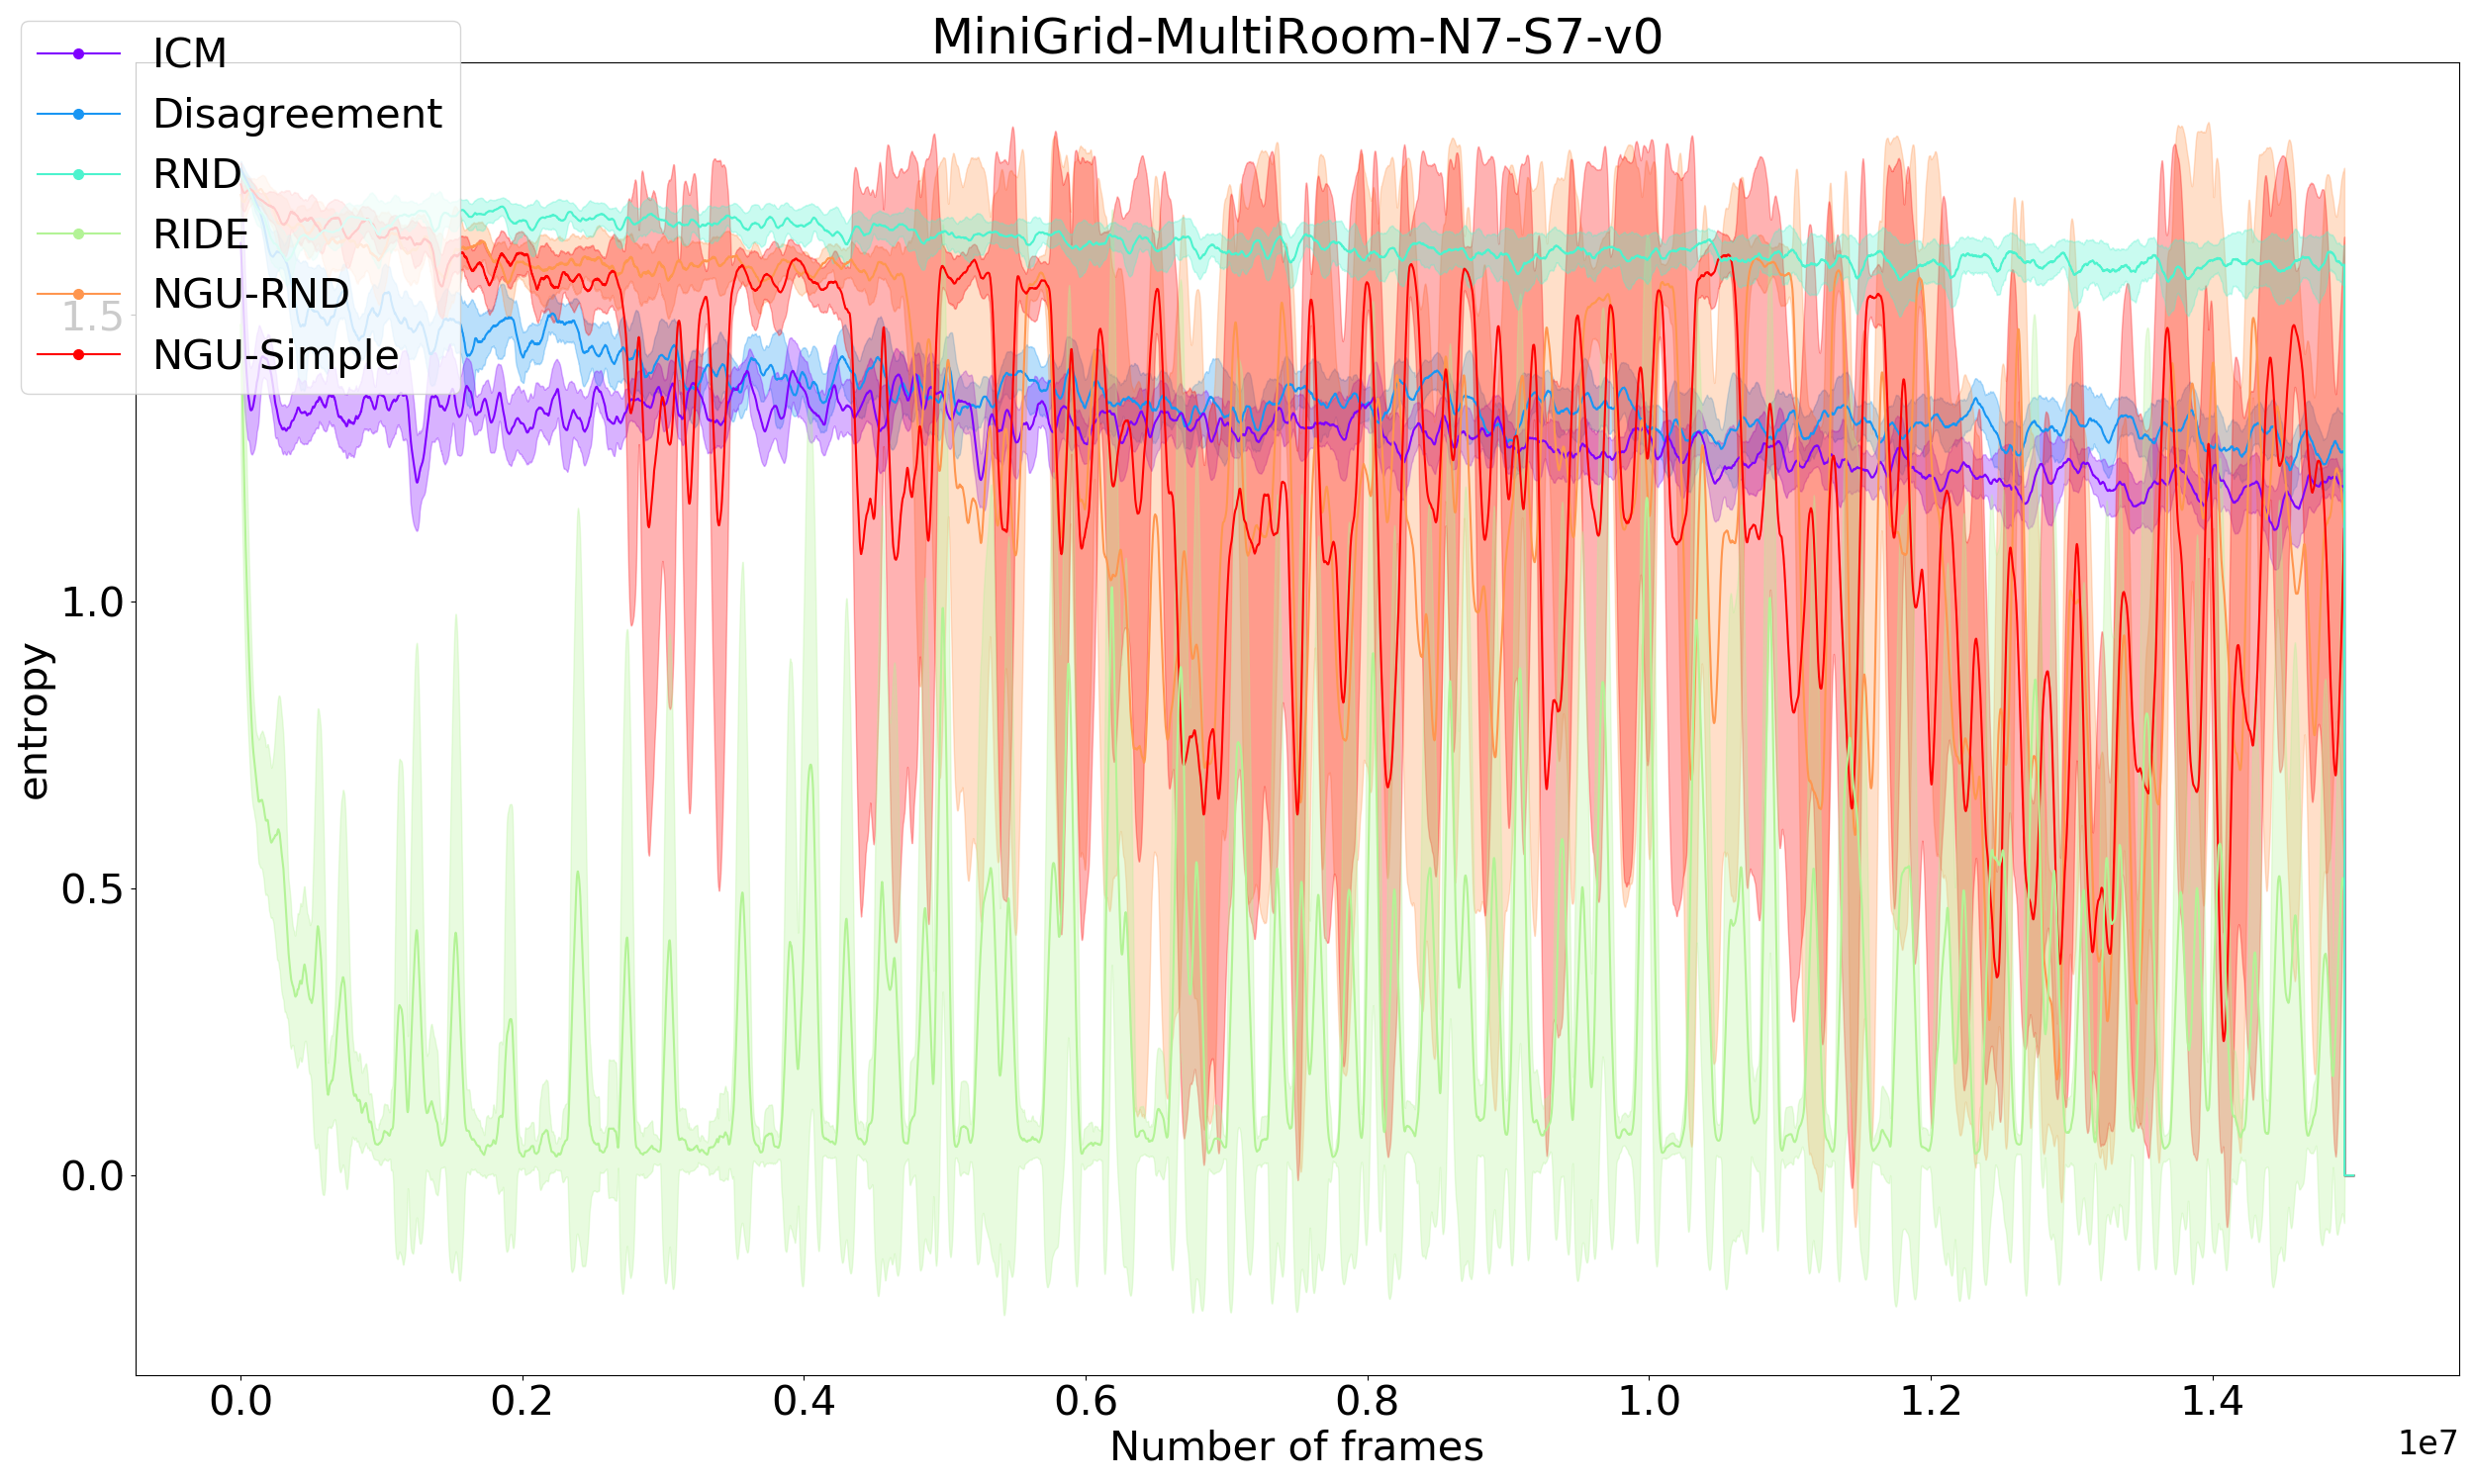 MiniGrid-MultiRoom-N7-S7-v0
ICM
Disagreement
RND
RIDE
NGU-RND
NGU-Simple
1.5
1.0
0.5
0.0
entropy
0.0 0.2 0.4 0.6 0.8 1.0 1.2 1.4
Number of frames
1e7